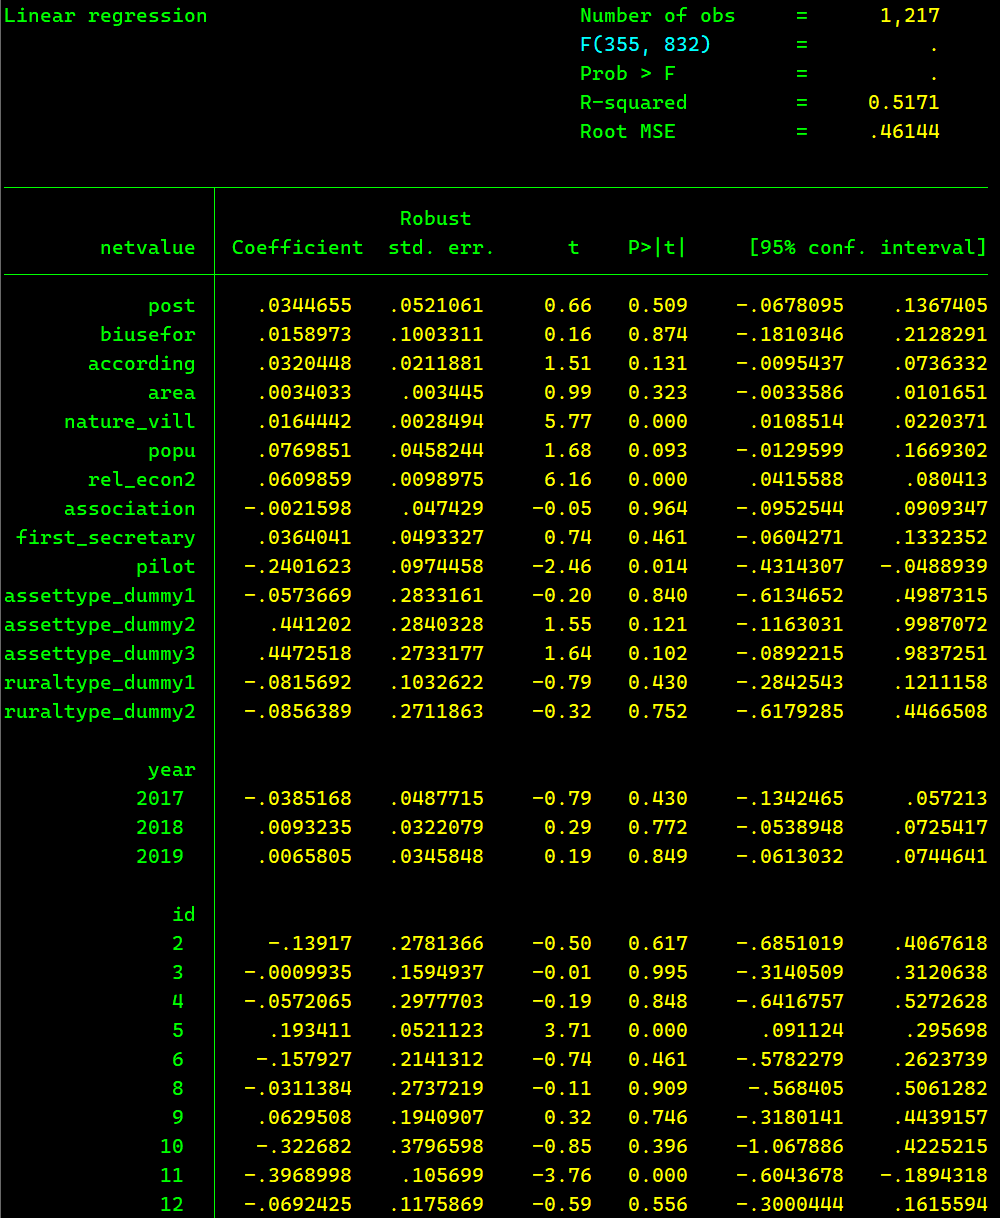 Linear regression Number of obs = 1,217
F(355, 832) = .
Prob > F = .
R-squared = 0.5171
Root MSE = .46144
Robust
netvalue Coefficient std. err. t P>|t| [95% conf. interval]
post .0344655 .0521061 0.66 0.509 -.0678095 .1367405
biusefor .0158973 .1003311 0.16 0.874 -.1810346 .2128291
according .0320448 .0211881 1.51 0.131 -.0095437 .0736332
area .0034033 .003445 0.99 0.323 -.0033586 .0101651
nature_vill .0164442 .0028494 5.77 0.000 .0108514 .0220371
popu .0769851 .0458244 1.68 0.093 -.0129599 .1669302
rel_econ2 .0609859 .0098975 6.16 0.000 .0415588 .080413
association -.0021598 .047429 -0.05 0.964 -.0952544 .0909347
first_secretary .0364041 .0493327 0.74 0.461 -.0604271 .1332352
pilot -.2401623 .0974458 -2.46 0.014 -.4314307 -.0488939
assettype_dummy1 -.0573669 .2833161 -0.20 0.840 -.6134652 .4987315
assettype_dummy2 .441202 .2840328 1.55 0.121 -.1163031 .9987072
assettype_dummy3 .4472518 .2733177 1.64 0.102 -.0892215 .9837251
ruraltype_dummy1 -.0815692 .1032622 -0.79 0.430 -.2842543 .1211158
ruraltype_dummy2 -.0856389 .2711863 -0.32 0.752 -.6179285 .4466508
year
2017 -.0385168 .0487715 -0.79 0.430 -.1342465 .057213
2018 .0093235 .0322079 0.29 0.772 -.0538948 .0725417
2019 .0065805 .0345848 0.19 0.849 -.0613032 .0744641
id
2 -.13917 .2781366 -0.50 0.617 -.6851019 .4067618
3 -.0009935 .1594937 -0.01 0.995 -.3140509 .3120638
4 -.0572065 .2977703 -0.19 0.848 -.6416757 .5272628
5 .193411 .0521123 3.71 0.000 .091124 .295698
6 -.157927 .2141312 -0.74 0.461 -.5782279 .2623739
8 -.0311384 .2737219 -0.11 0.909 -.568405 .5061282
9 .0629508 .1940907 0.32 0.746 -.3180141 .4439157
10 -.322682 .3796598 -0.85 0.396 -1.067886 .4225215
11 -.3968998 .105699 -3.76 0.000 -.6043678 -.1894318
12 -.0692425 .1175869 -0.59 0.556 -.3000444 .1615594